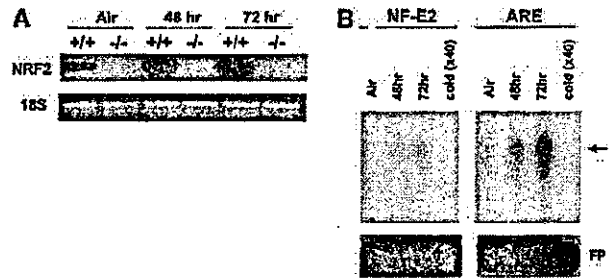 A Air 48 hr 72 hr
+/+ -/- +/+ -/- +/+ -/-
NRF2
18S
B NF-E2 ARE
Air 48hr 72hr cold (x40) Air 48hr 72hr cold (x40)
FP